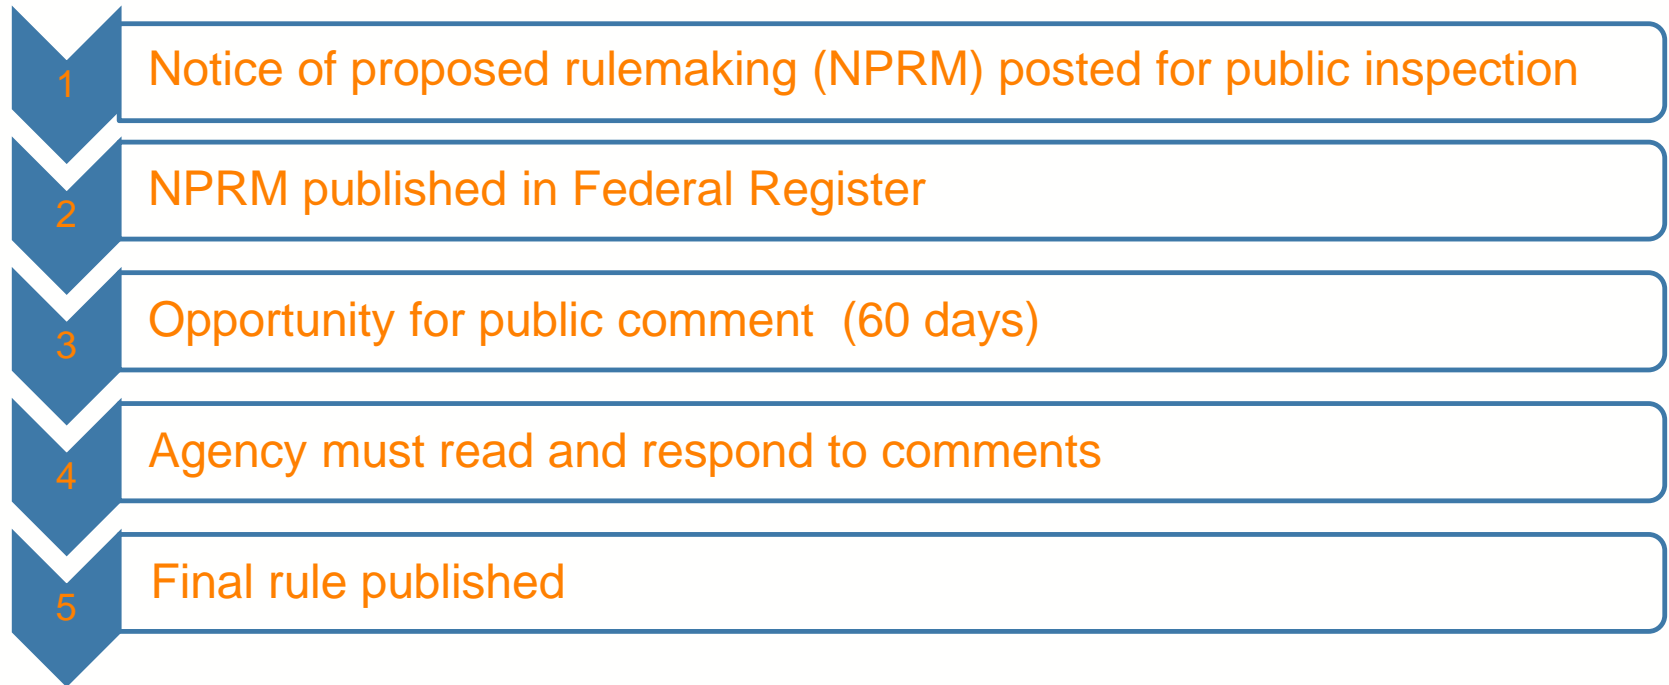 1
Notice of proposed rulemaking (NPRM) posted for public inspection
2
NPRM published in Federal Register
3
Opportunity for public comment  (60 days)
4
Agency must read and respond to comments
5
Final rule published